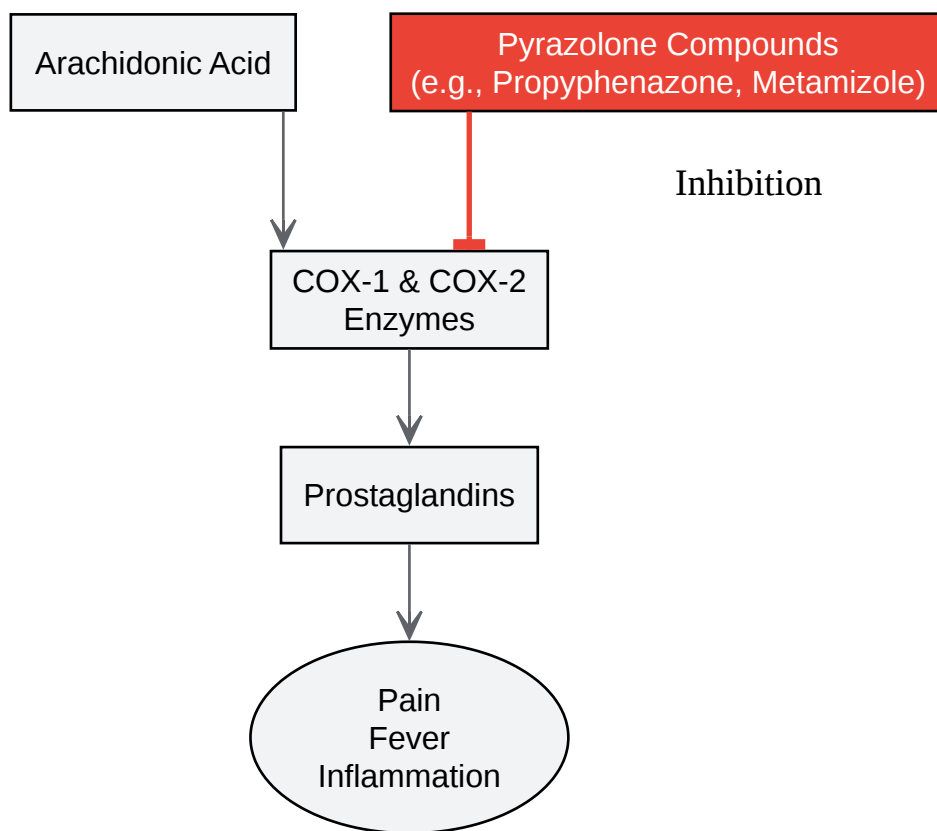 Arachidonic Acid
Pyrazolone Compounds
(e.g., Propyphenazone, Metamizole)
Inhibition
COX-1 & COX-2
Enzymes
Prostaglandins
Pain
Fever
Inflammation